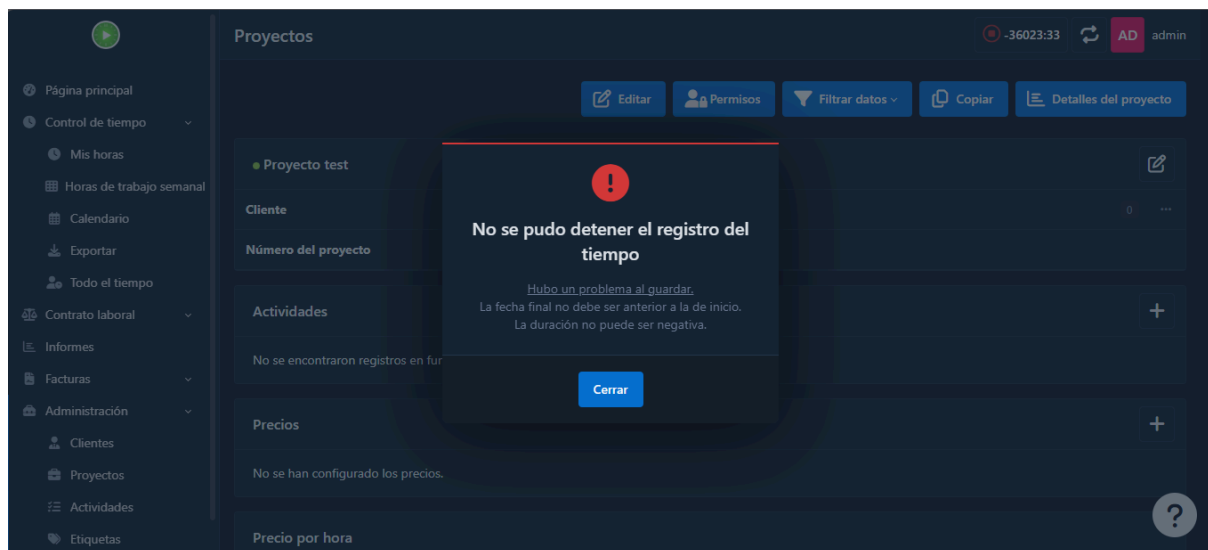 Proyectos
-36023:33
AD
admin
Página principal
Control de tiempo
Mis horas
Horas de trabajo semanal
Calendario
Exportar
Todo el tiempo
Contrato laboral
Informes
Facturas
Administración
Clientes
Proyectos
Actividades
Etiquetas
Editar
Permisos
Filtrar datos
Copiar
Detalles del proyecto
Proyecto test
Cliente
0
Número del proyecto
Actividades
No se encontraron registros en
Precios
No se han configurado los precios.
Precio por hora
No se pudo detener el registro del
tiempo
Hubo un problema al guardar.
La fecha final no debe ser anterior a la de inicio.
La duración no puede ser negativa.
Cerrar
?